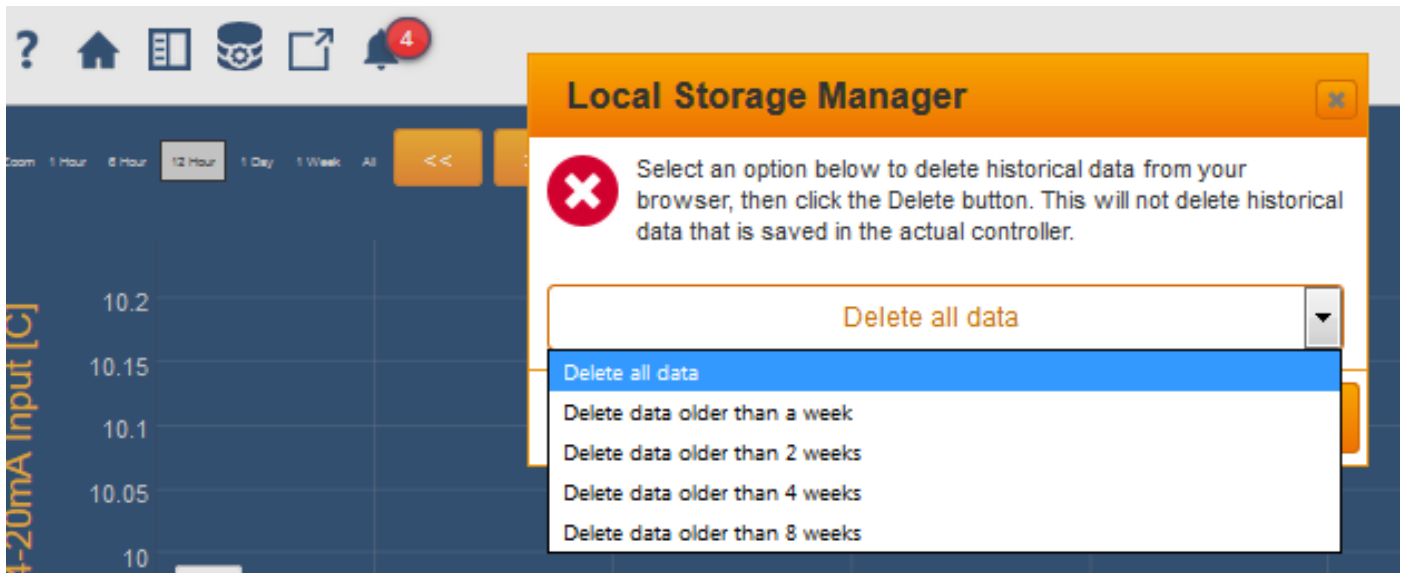 ?
4
Local Storage Manager
Zoom 1 Hour 6 Hour 12 Hour 1 Day 1 Week All <<
Select an option below to delete historical data from your
browser, then click the Delete button. This will not delete historical
data that is saved in the actual controller.
Delete all data
Delete all data
Delete data older than a week
Delete data older than 2 weeks
Delete data older than 4 weeks
Delete data older than 8 weeks
4-20mA Input [C]
10.2
10.15
10.1
10.05
10